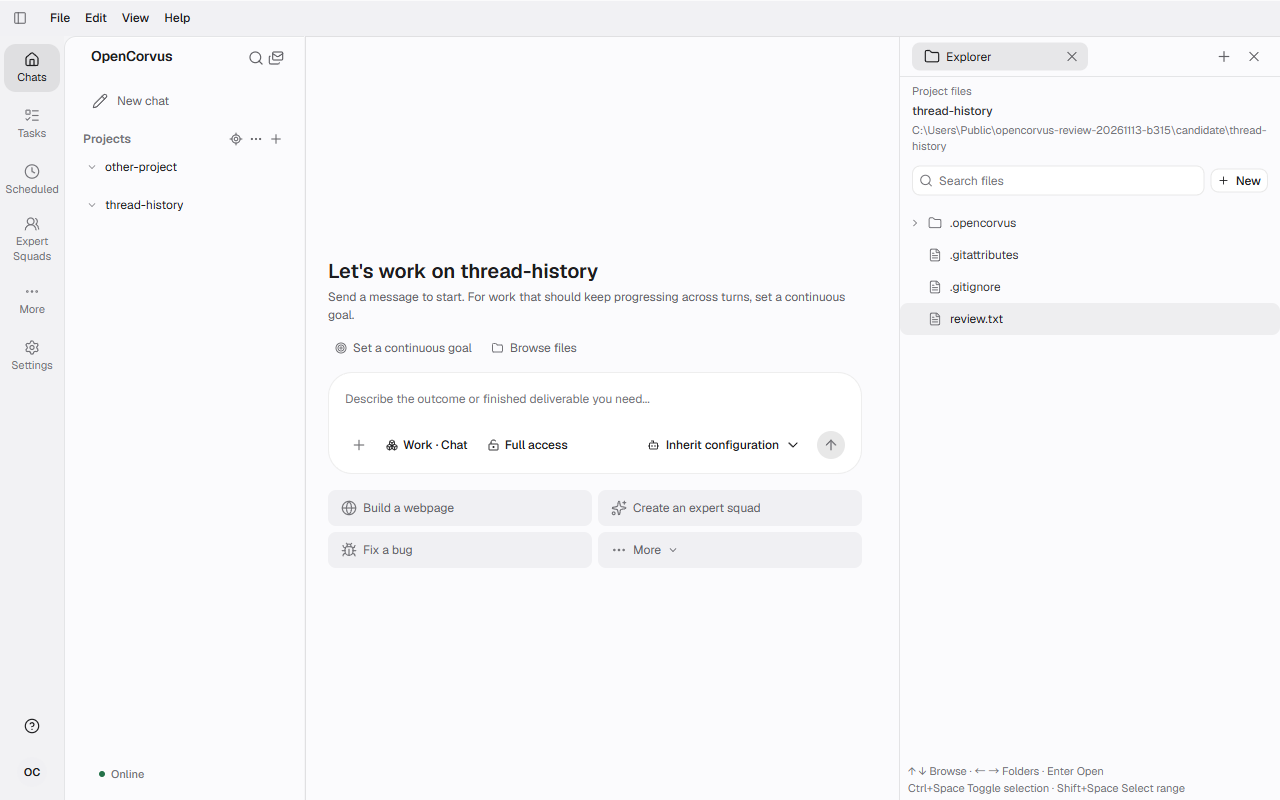 File Edit View Help
Chats
Tasks
Scheduled
Expert
Squads
More
Settings
OC
OpenCorvus
New chat
Projects
other-project
thread-history
Online
Let's work on thread-history
Send a message to start. For work that should keep progressing across turns, set a continuous
goal.
Set a continuous goal Browse files
Describe the outcome or finished deliverable you need...
Work · Chat Full access Inherit configuration
Build a webpage Create an expert squad
Fix a bug More
Explorer
Project files
thread-history
C:\Users\Public\opencorvus-review-20261113-b315\candidate\thread-
history
Search files New
.opencorvus
.gitattributes
.gitignore
review.txt
↑ ↓ Browse · ← → Folders · Enter Open
Ctrl+Space Toggle selection · Shift+Space Select range